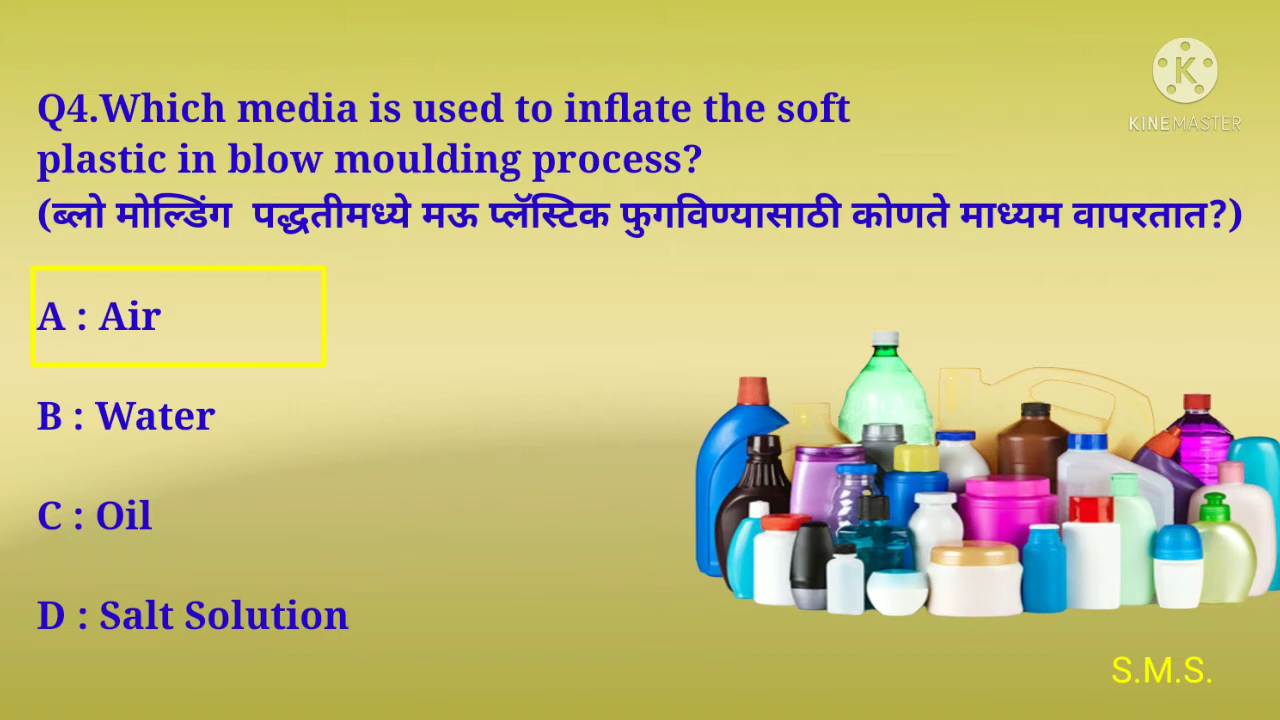 Q4.Which media is used to inflate the soft
plastic in blow moulding process?
(ब्लो मोल्डिंग पद्धतीमध्ये मऊ प्लॅस्टिक फुगविण्यासाठी कोणते माध्यम वापरतात?)
A : Air
B : Water
C : Oil
D : Salt Solution
K
KINEMASTER
S.M.S.